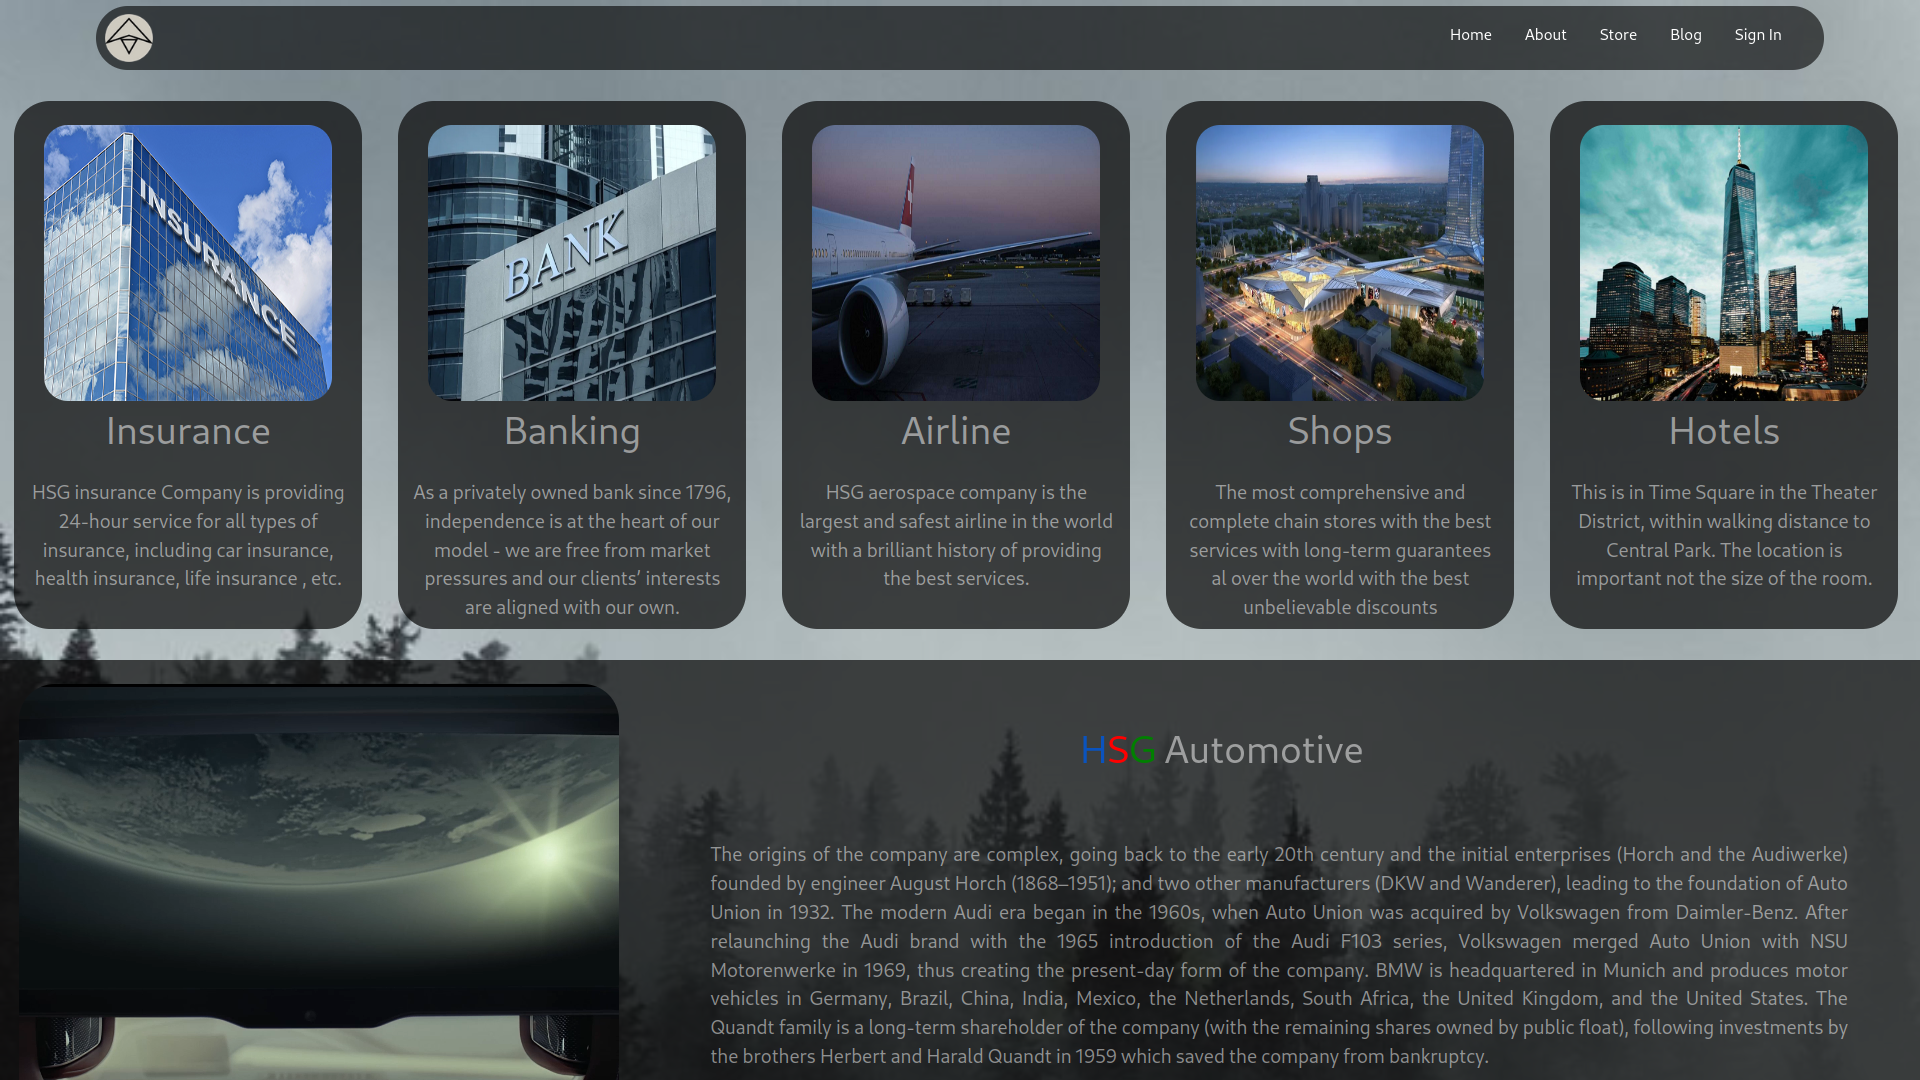 Home About Store Blog Sign In
INSURANCE
Insurance
HSG insurance Company is providing
24-hour service for all types of
insurance, including car insurance,
health insurance, life insurance , etc.
BANK
Banking
As a privately owned bank since 1796,
independence is at the heart of our
model - we are free from market
pressures and our clients’ interests
are aligned with our own.
Airline
HSG aerospace company is the
largest and safest airline in the world
with a brilliant history of providing
the best services.
Shops
The most comprehensive and
complete chain stores with the best
services with long-term guarantees
al over the world with the best
unbelievable discounts
Hotels
This is in Time Square in the Theater
District, within walking distance to
Central Park. The location is
important not the size of the room.
HSG Automotive
The origins of the company are complex, going back to the early 20th century and the initial enterprises (Horch and the Audiwerke)
founded by engineer August Horch (1868–1951); and two other manufacturers (DKW and Wanderer), leading to the foundation of Auto
Union in 1932. The modern Audi era began in the 1960s, when Auto Union was acquired by Volkswagen from Daimler-Benz. After
relaunching the Audi brand with the 1965 introduction of the Audi F103 series, Volkswagen merged Auto Union with NSU
Motorenwerke in 1969, thus creating the present-day form of the company. BMW is headquartered in Munich and produces motor
vehicles in Germany, Brazil, China, India, Mexico, the Netherlands, South Africa, the United Kingdom, and the United States. The
Quandt family is a long-term shareholder of the company (with the remaining shares owned by public float), following investments by
the brothers Herbert and Harald Quandt in 1959 which saved the company from bankruptcy.